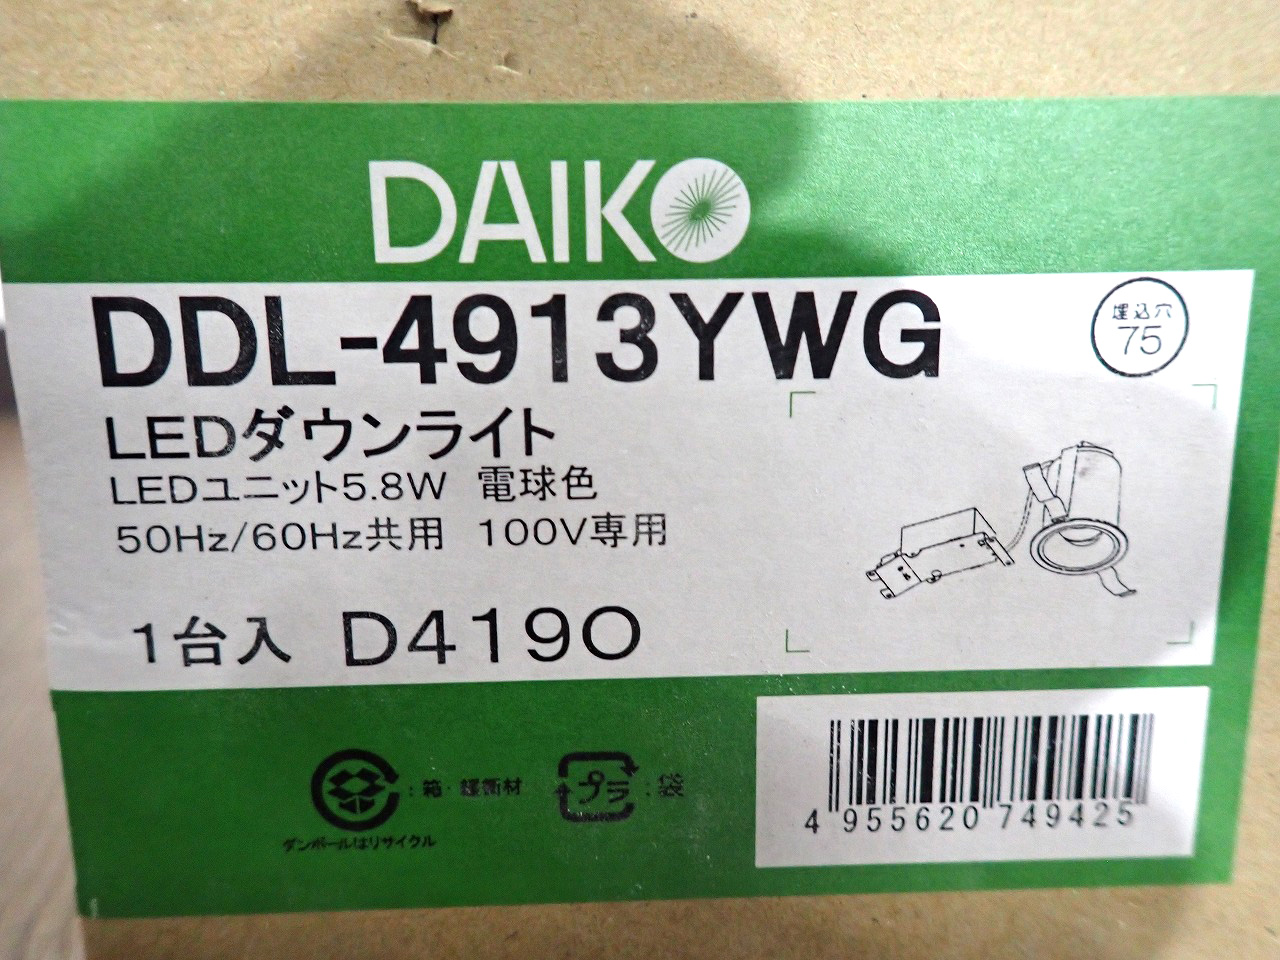 DAIKO
DDL-4913YWG
埋込穴
75
LEDダウンライト
LEDユニット5.8W 電球色
50Hz/60Hz共用 100V専用
1台入 D4190
:箱・緩衝材
プラ
:袋
ダンボールはリサイクル
4 955620 749425